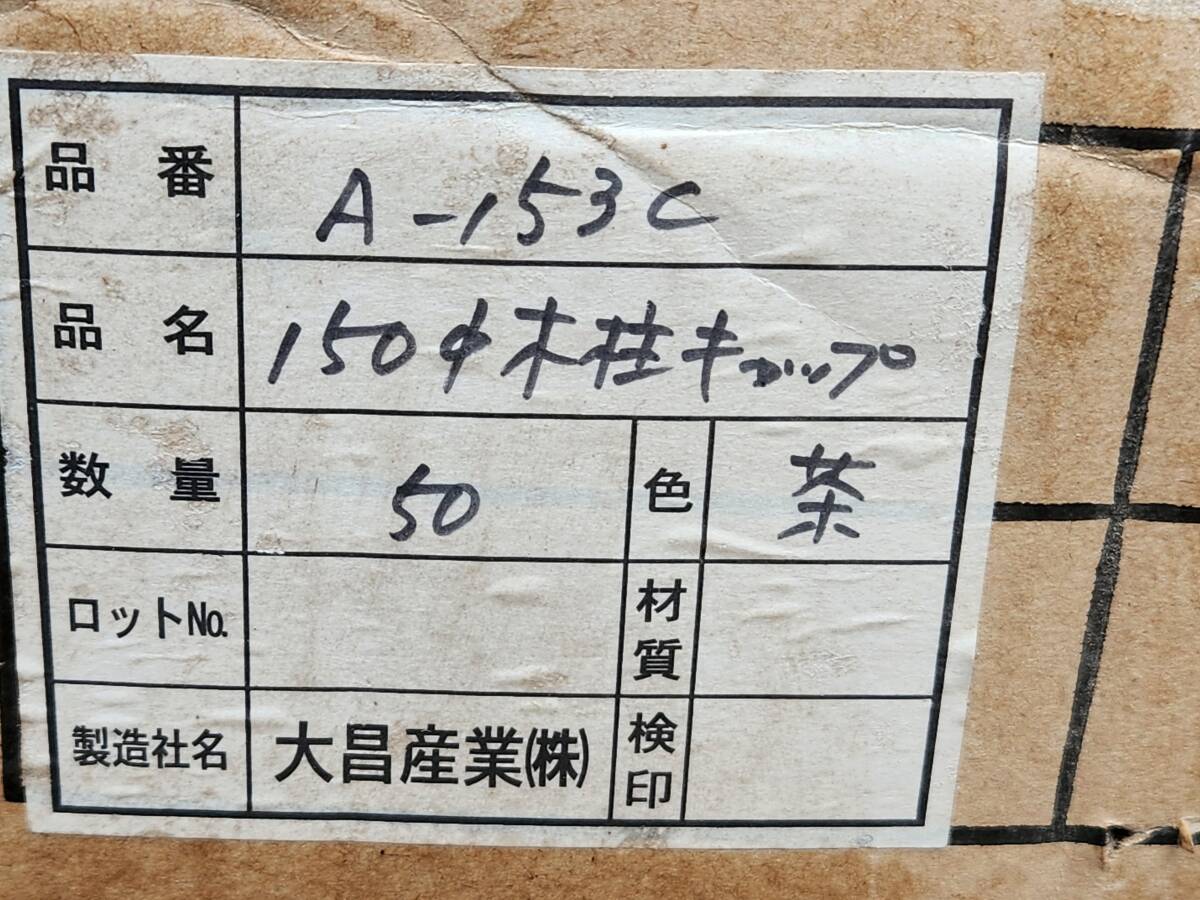 品番 A-153C
品名 150φ木柱キャップ
数量 50 色 茶
ロットNo. 材質
製造社名 大昌産業(株) 検印